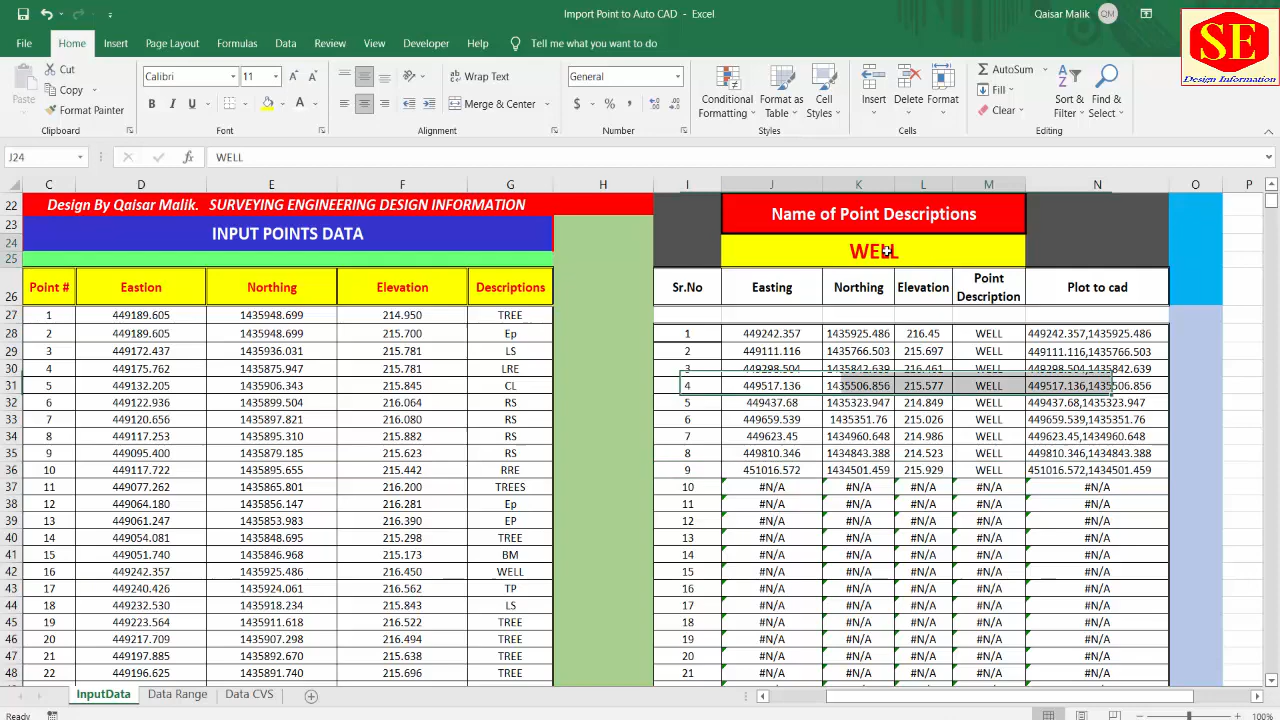 Import Point to Auto CAD - Excel
Qaisar Malik QM
SE
Design Information
File Home Insert Page Layout Formulas Data Review View Developer Help Tell me what you want to do
Paste
Cut
Copy
Format Painter
Calibri 11
B I U
Wrap Text
Merge & Center
General
$ % ,
Conditional Formatting
Format as Table
Cell Styles
Insert
Delete
Format
AutoSum
Fill
Clear
Sort & Filter
Find & Select
Clipboard Font Alignment Number Styles Cells Editing
J24 fx WELL
C D E F G H I J K L M N O P
22 Design By Qaisar Malik. SURVEYING ENGINEERING DESIGN INFORMATION Name of Point Descriptions
23
24 INPUT POINTS DATA WELL
25
26 Point # Eastion Northing Elevation Descriptions Sr.No Easting Northing Elevation Point Description Plot to cad
27 1 449189.605 1435948.699 214.950 TREE
28 2 449189.605 1435948.699 215.700 Ep 1 449242.357 1435925.486 216.45 WELL 449242.357,1435925.486
29 3 449172.437 1435936.031 215.781 LS 2 449111.116 1435766.503 215.697 WELL 449111.116,1435766.503
30 4 449175.762 1435875.947 215.781 LRE 3 449298.504 1435842.639 216.461 WELL 449298.504,1435842.639
31 5 449132.205 1435906.343 215.845 CL 4 449517.136 1435506.856 215.577 WELL 449517.136,1435506.856
32 6 449122.936 1435899.531 216.064 RS 5 449437.68 1435323.947 214.849 WELL 449437.68,1435323.947
33 7 449120.656 1435897.821 216.080 RS 6 449659.539 1435351.76 215.026 WELL 449659.539,1435351.76
34 8 449117.253 1435895.310 215.882 RS 7 449623.45 1434960.648 214.986 WELL 449623.45,1434960.648
35 9 449095.400 1435879.185 215.623 RS 8 449810.346 1434843.388 214.523 WELL 449810.346,1434843.388
36 10 449117.722 1435895.655 215.442 RRE 9 451016.572 1434501.459 215.929 WELL 451016.572,1434501.459
37 11 449077.262 1435865.801 216.200 TREES 10 #N/A #N/A #N/A #N/A #N/A
38 12 449064.180 1435856.147 216.281 Ep 11 #N/A #N/A #N/A #N/A #N/A
39 13 449061.247 1435853.983 216.390 EP 12 #N/A #N/A #N/A #N/A #N/A
40 14 449054.081 1435848.695 215.298 TREE 13 #N/A #N/A #N/A #N/A #N/A
41 15 449051.740 1435846.968 215.173 BM 14 #N/A #N/A #N/A #N/A #N/A
42 16 449242.357 1435925.486 216.450 WELL 15 #N/A #N/A #N/A #N/A #N/A
43 17 449240.426 1435924.061 216.562 TP 16 #N/A #N/A #N/A #N/A #N/A
44 18 449232.530 1435918.234 215.843 LS 17 #N/A #N/A #N/A #N/A #N/A
45 19 449223.564 1435911.618 216.522 TREE 18 #N/A #N/A #N/A #N/A #N/A
46 20 449217.709 1435907.298 216.494 TREE 19 #N/A #N/A #N/A #N/A #N/A
47 21 449197.885 1435892.670 215.638 TREE 20 #N/A #N/A #N/A #N/A #N/A
48 22 449196.625 1435891.740 215.696 TREE 21 #N/A #N/A #N/A #N/A #N/A
InputData Data Range Data CVS
Ready 100%